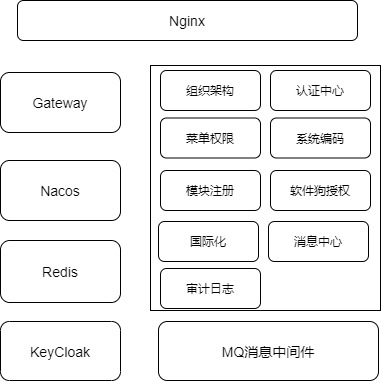 Nginx
Gateway
Nacos
Redis
KeyCloak
组织架构
认证中心
菜单权限
系统编码
模块注册
软件狗授权
国际化
消息中心
审计日志
MQ消息中间件